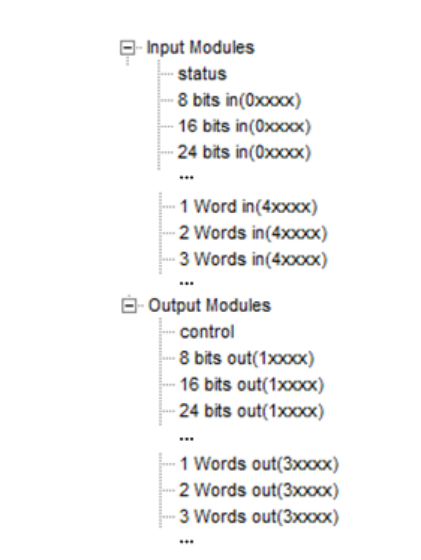 Input Modules
status
8 bits in(0xxxx)
16 bits in(0xxxx)
24 bits in(0xxxx)
...
1 Word in(4xxxx)
2 Words in(4xxxx)
3 Words in(4xxxx)
...
Output Modules
control
8 bits out(1xxxx)
16 bits out(1xxxx)
24 bits out(1xxxx)
...
1 Words out(3xxxx)
2 Words out(3xxxx)
3 Words out(3xxxx)
...